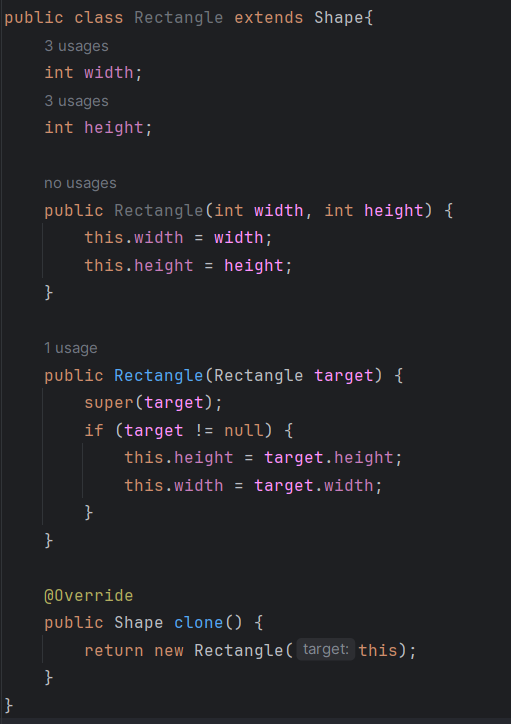 public class Rectangle extends Shape{
    3 usages
    int width;
    3 usages
    int height;

    no usages
    public Rectangle(int width, int height) {
        this.width = width;
        this.height = height;
    }

    1 usage
    public Rectangle(Rectangle target) {
        super(target);
        if (target != null) {
            this.height = target.height;
            this.width = target.width;
        }
    }

    @Override
    public Shape clone() {
        return new Rectangle( target: this);
    }
}